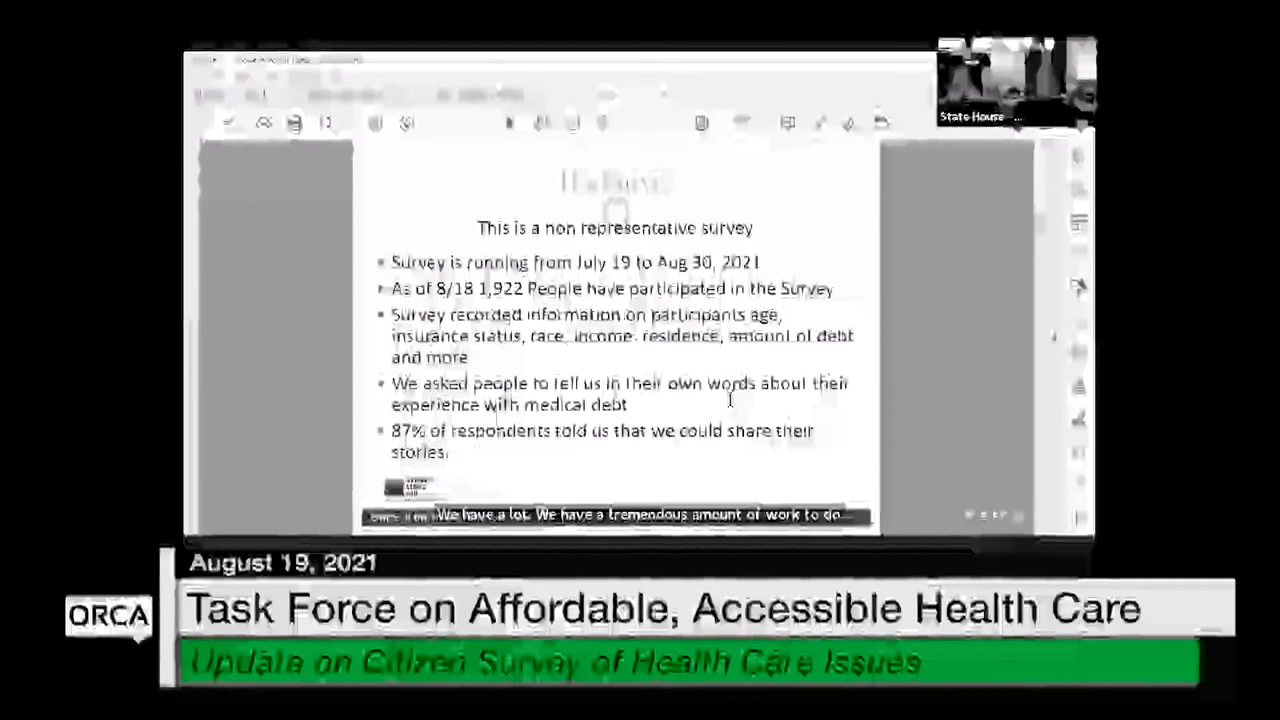 State House ...
This is a non representative survey
• Survey is running from July 19 to Aug 30, 2021
• As of 8/18 1,922 People have participated in the Survey
• Survey recorded information on participants age,
insurance status, race, income, residence, amount of debt
and more
• We asked people to tell us in their own words about their
experience with medical debt
• 87% of respondents told us that we could share their
stories.
We have a lot. We have a tremendous amount of work to do
August 19, 2021
ORCA
Task Force on Affordable, Accessible Health Care
Update on Citizen Survey of Health Care Issues